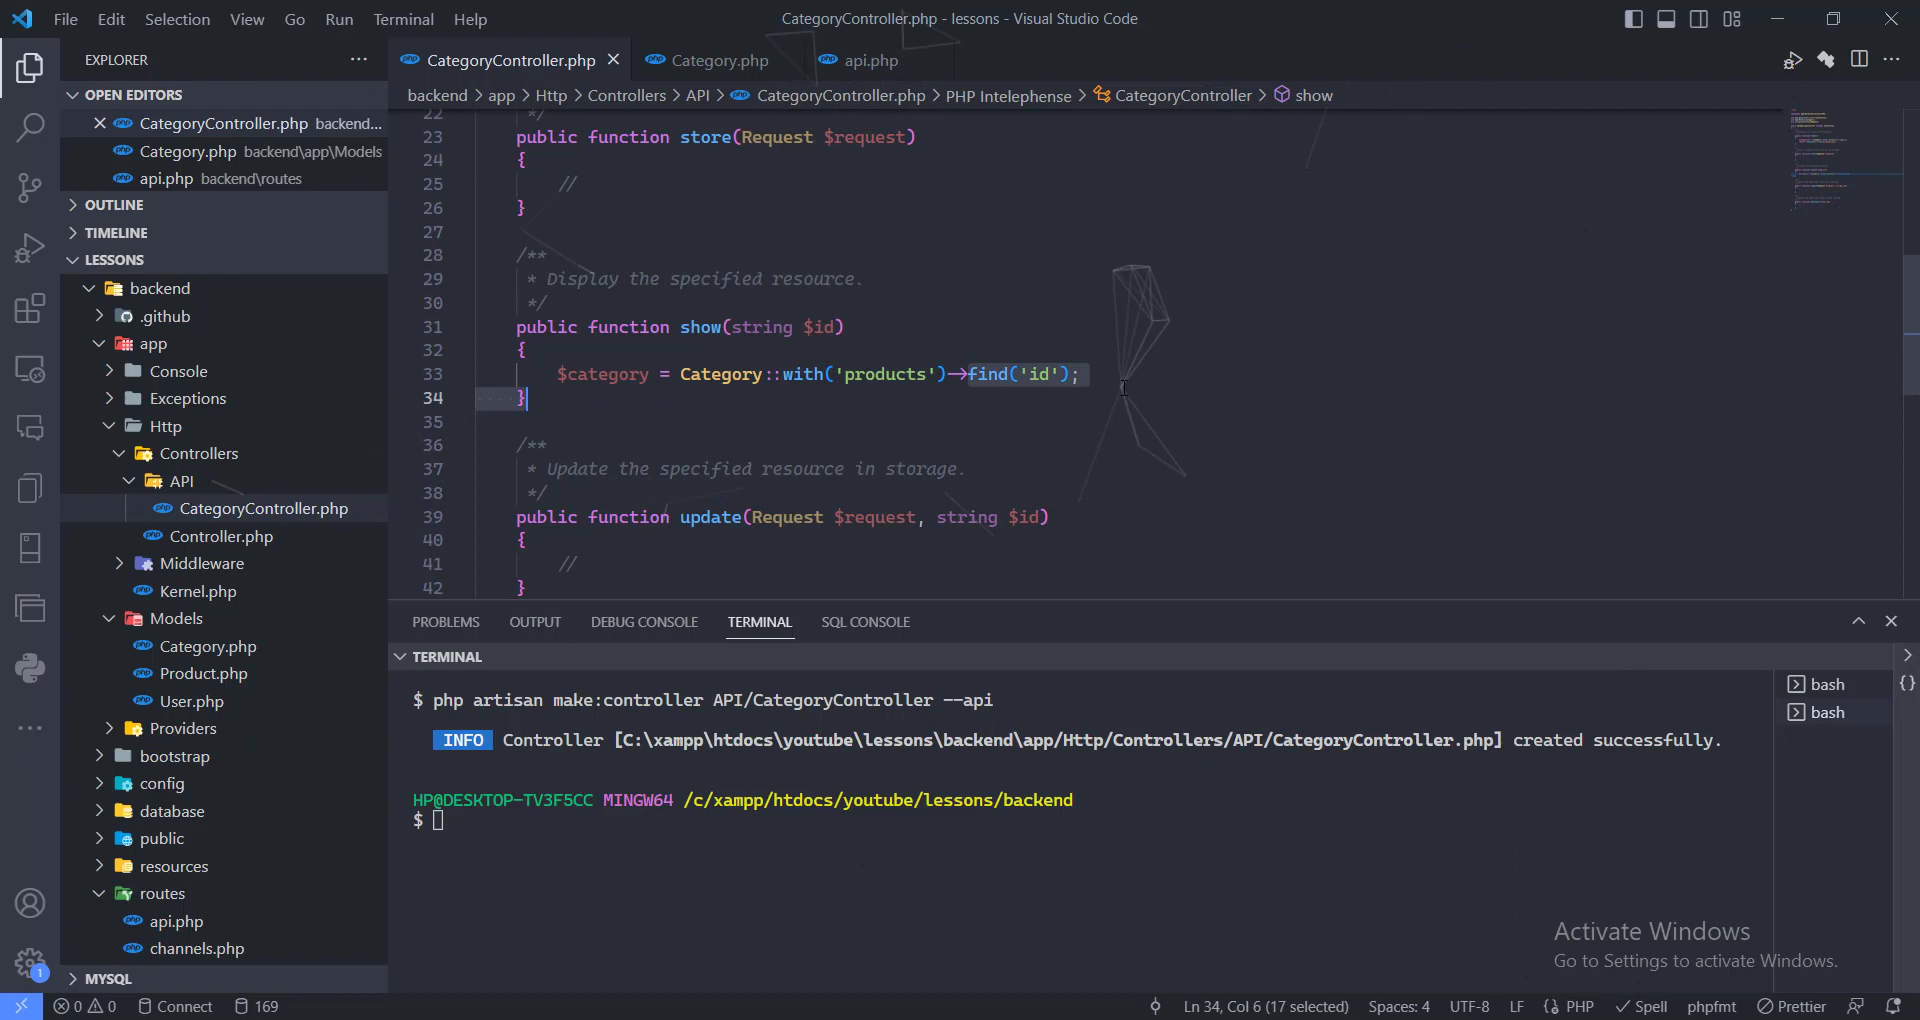 File Edit Selection View Go Run Terminal Help
CategoryController.php - lessons - Visual Studio Code
EXPLORER
OPEN EDITORS
CategoryController.php backend...
Category.php backend\app\Models
api.php backend\routes
OUTLINE
TIMELINE
LESSONS
backend
.github
app
Console
Exceptions
Http
Controllers
API
CategoryController.php
Controller.php
Middleware
Kernel.php
Models
Category.php
Product.php
User.php
Providers
bootstrap
config
database
public
resources
routes
api.php
channels.php
MYSQL
CategoryController.php
Category.php
api.php
backend > app > Http > Controllers > API > CategoryController.php > PHP Intelephense > CategoryController > show
22 */
23 public function store(Request $request)
24 {
25 //
26 }
27
28 /**
29 * Display the specified resource.
30 */
31 public function show(string $id)
32 {
33 $category = Category::with('products')->find('id');
34 }
35
36 /**
37 * Update the specified resource in storage.
38 */
39 public function update(Request $request, string $id)
40 {
41 //
42 }
PROBLEMS OUTPUT DEBUG CONSOLE TERMINAL SQL CONSOLE
TERMINAL
$ php artisan make:controller API/CategoryController --api
INFO Controller [C:\xampp\htdocs\youtube\lessons\backend\app/Http/Controllers/API/CategoryController.php] created successfully.
HP@DESKTOP-TV3F5CC MINGW64 /c/xampp/htdocs/youtube/lessons/backend
$
bash
bash
Activate Windows
Go to Settings to activate Windows.
1
0 0 Connect 169
Ln 34, Col 6 (17 selected) Spaces: 4 UTF-8 LF {} PHP Spell phpfmt Prettier